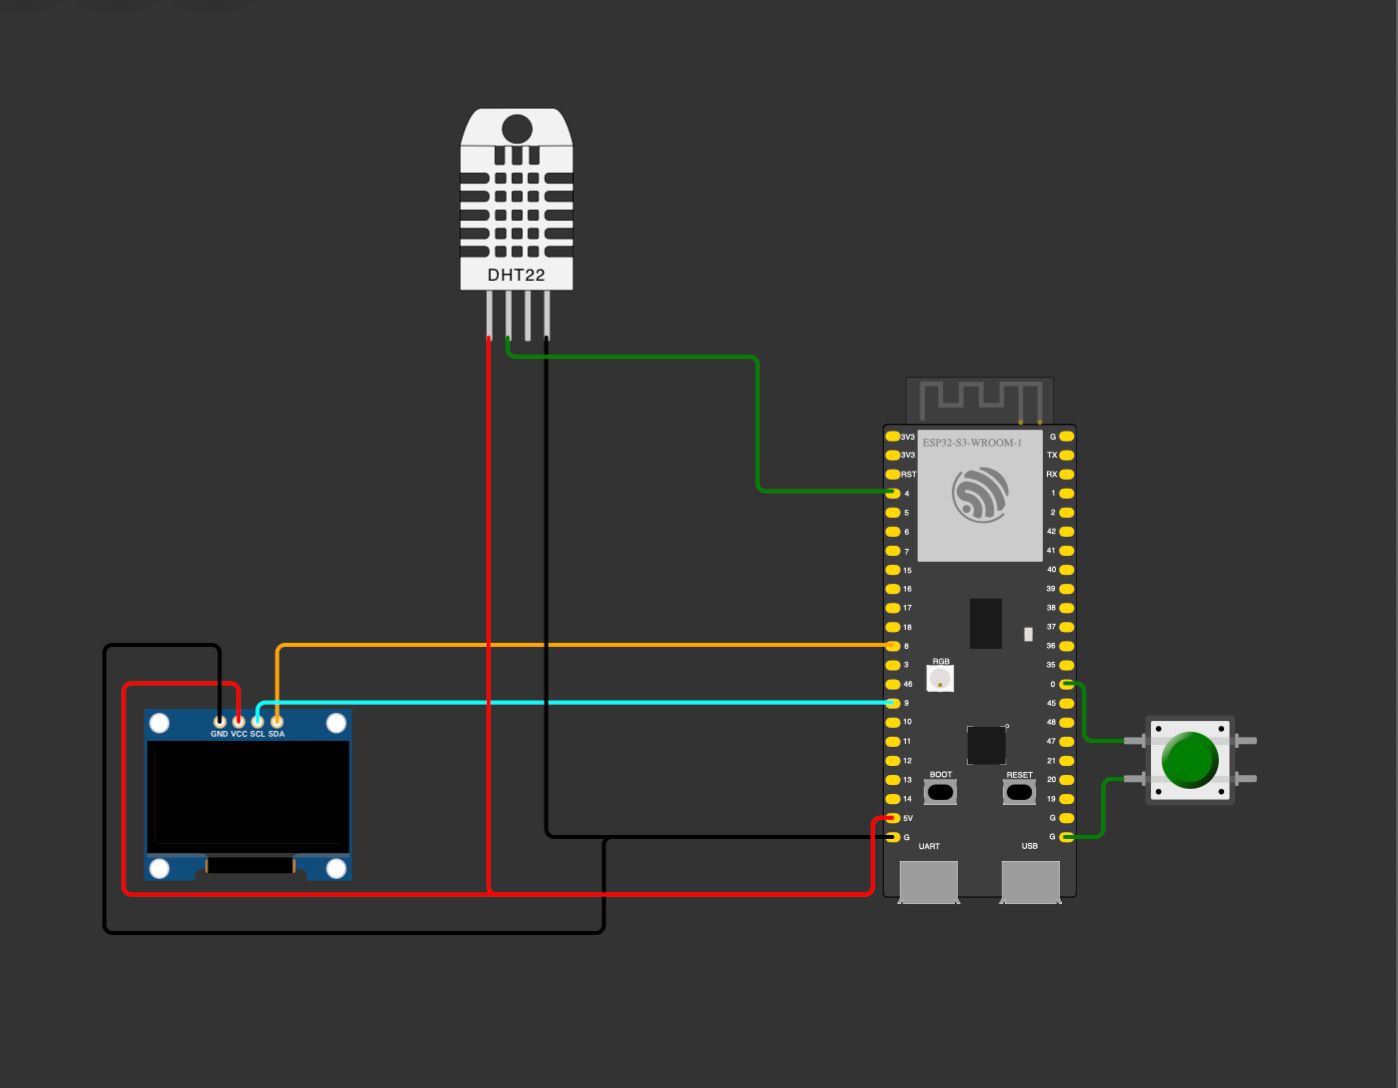 DHT22
ESP32-S3-WROOM-1
3V3 G
3V3 TX
RST RX
4 1
5 2
6 42
7 41
15 40
16 39
17 38
18 37
8 36
3 35
RGB
46 0
9 45
10 48
GND VCC SCL SDA
11 47
12 21
BOOT RESET
13 20
14 19
5V G
G G
UART USB